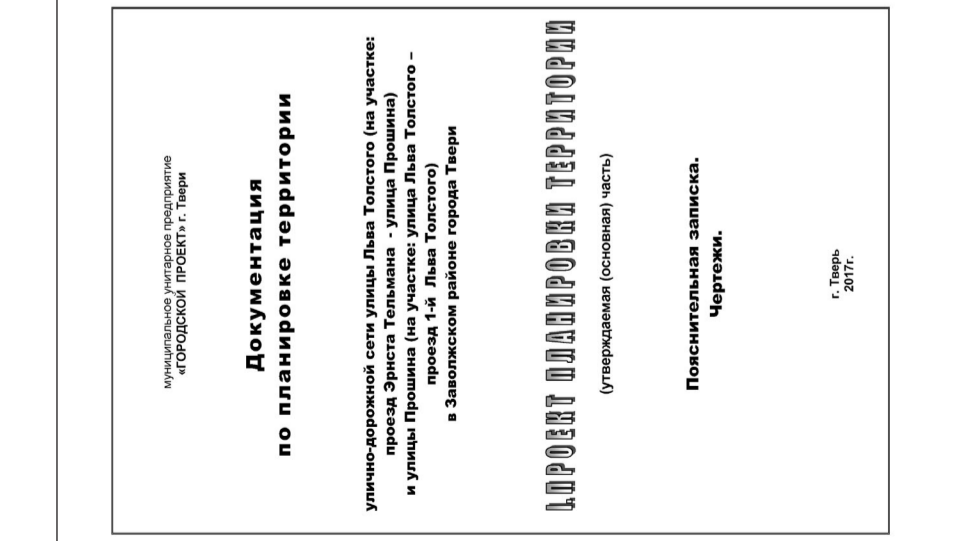 муниципальное унитарное предприятие
«ГОРОДСКОЙ ПРОЕКТ» г. Твери
Документация
по планировке территории
улично-дорожной сети улицы Льва Толстого (на участке:
проезд Эрнста Тельмана - улица Прошина)
и улицы Прошина (на участке: улица Льва Толстого –
проезд 1-й Льва Толстого)
в Заволжском районе города Твери
ПРОЕКТ ПЛАНИРОВКИ ТЕРРИТОРИИ
(утверждаемая (основная) часть)
Пояснительная записка.
Чертежи.
г. Тверь
2017г.